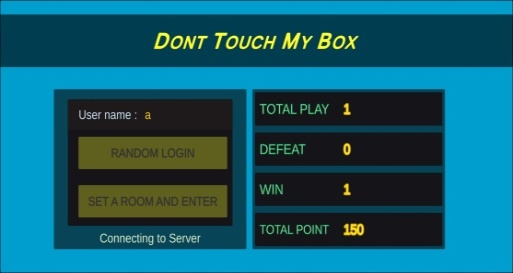 DONT TOUCH MY BOX
User name : a
RANDOM LOGIN
SET A ROOM AND ENTER
Connecting to Server
TOTAL PLAY 1
DEFEAT 0
WIN 1
TOTAL POINT 150